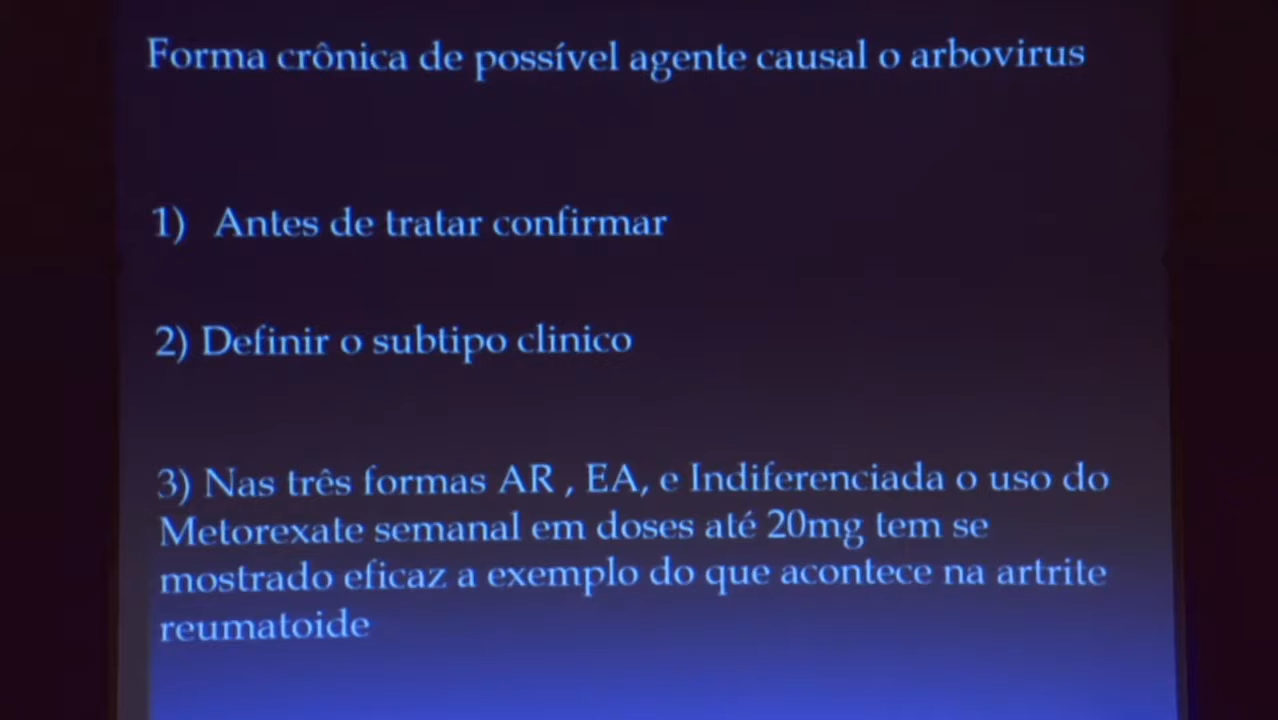 Forma crônica de possível agente causal o arbovirus
1) Antes de tratar confirmar
2) Definir o subtipo clinico
3) Nas três formas AR , EA, e Indiferenciada o uso do
Metorexate semanal em doses até 20mg tem se
mostrado eficaz a exemplo do que acontece na artrite
reumatoide